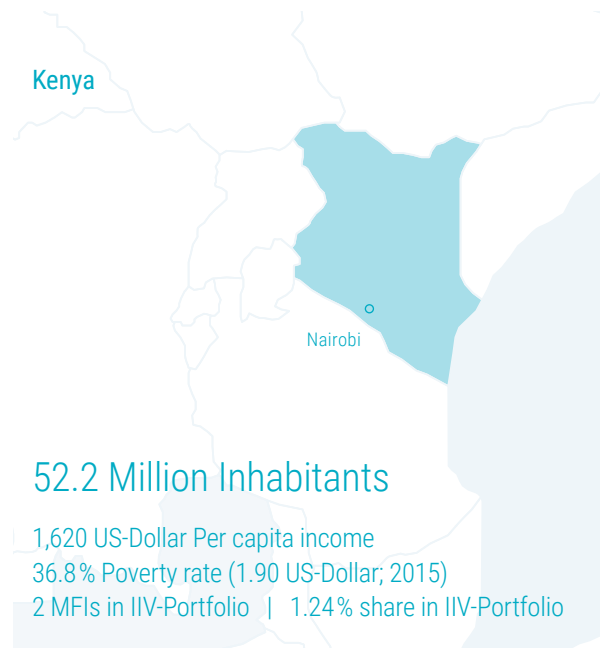 Kenya
Nairobi
52.2 Million Inhabitants
1,620 US-Dollar Per capita income
36.8 % Poverty rate (1.90 US-Dollar; 2015)
2 MFIs in IIV-Portfolio | 1.24 % share in IIV-Portfolio